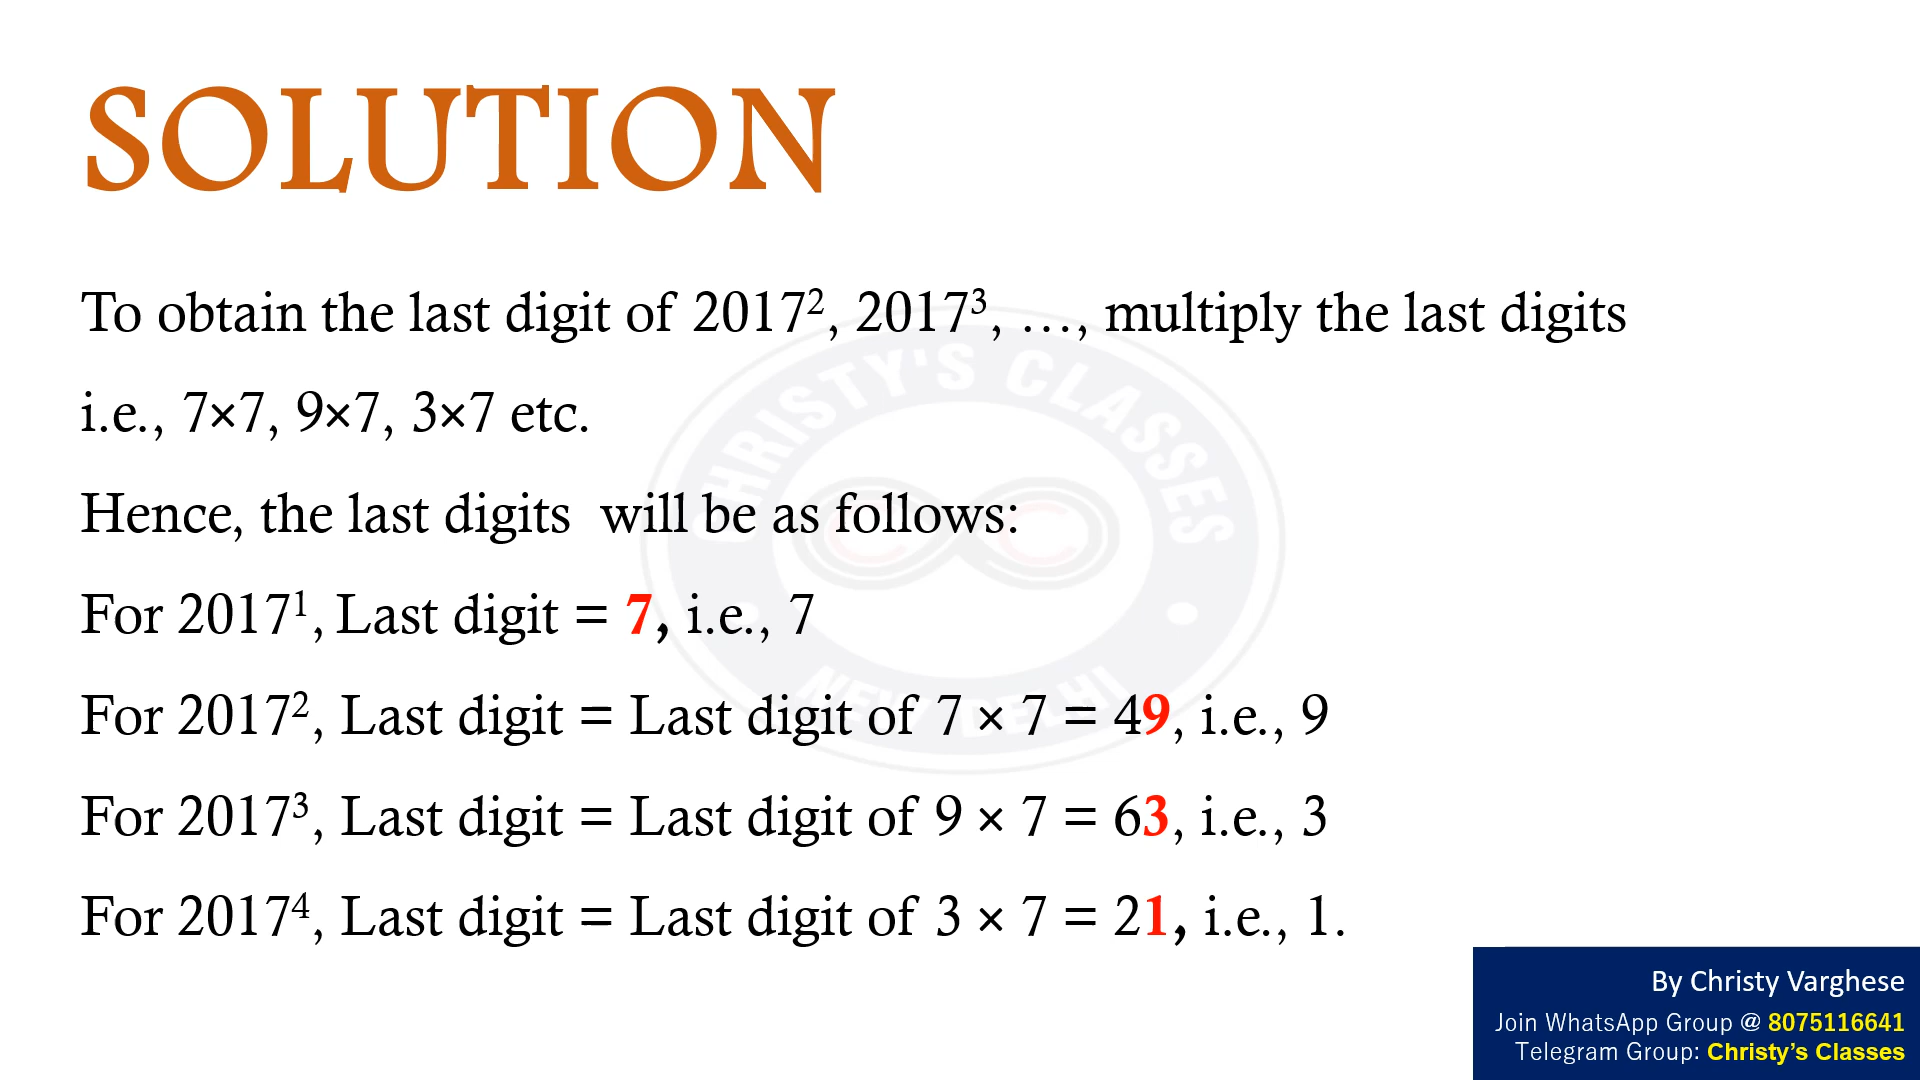 SOLUTION
To obtain the last digit of 2017², 2017³, …, multiply the last digits
i.e., 7×7, 9×7, 3×7 etc.
Hence, the last digits  will be as follows:
For 2017¹, Last digit = 7, i.e., 7
For 2017², Last digit = Last digit of 7 × 7 = 49, i.e., 9
For 2017³, Last digit = Last digit of 9 × 7 = 63, i.e., 3
For 2017⁴, Last digit = Last digit of 3 × 7 = 21, i.e., 1.
CHRISTY'S CLASSES
NEW DELHI
By Christy Varghese
Join WhatsApp Group @ 8075116641
Telegram Group: Christy’s Classes